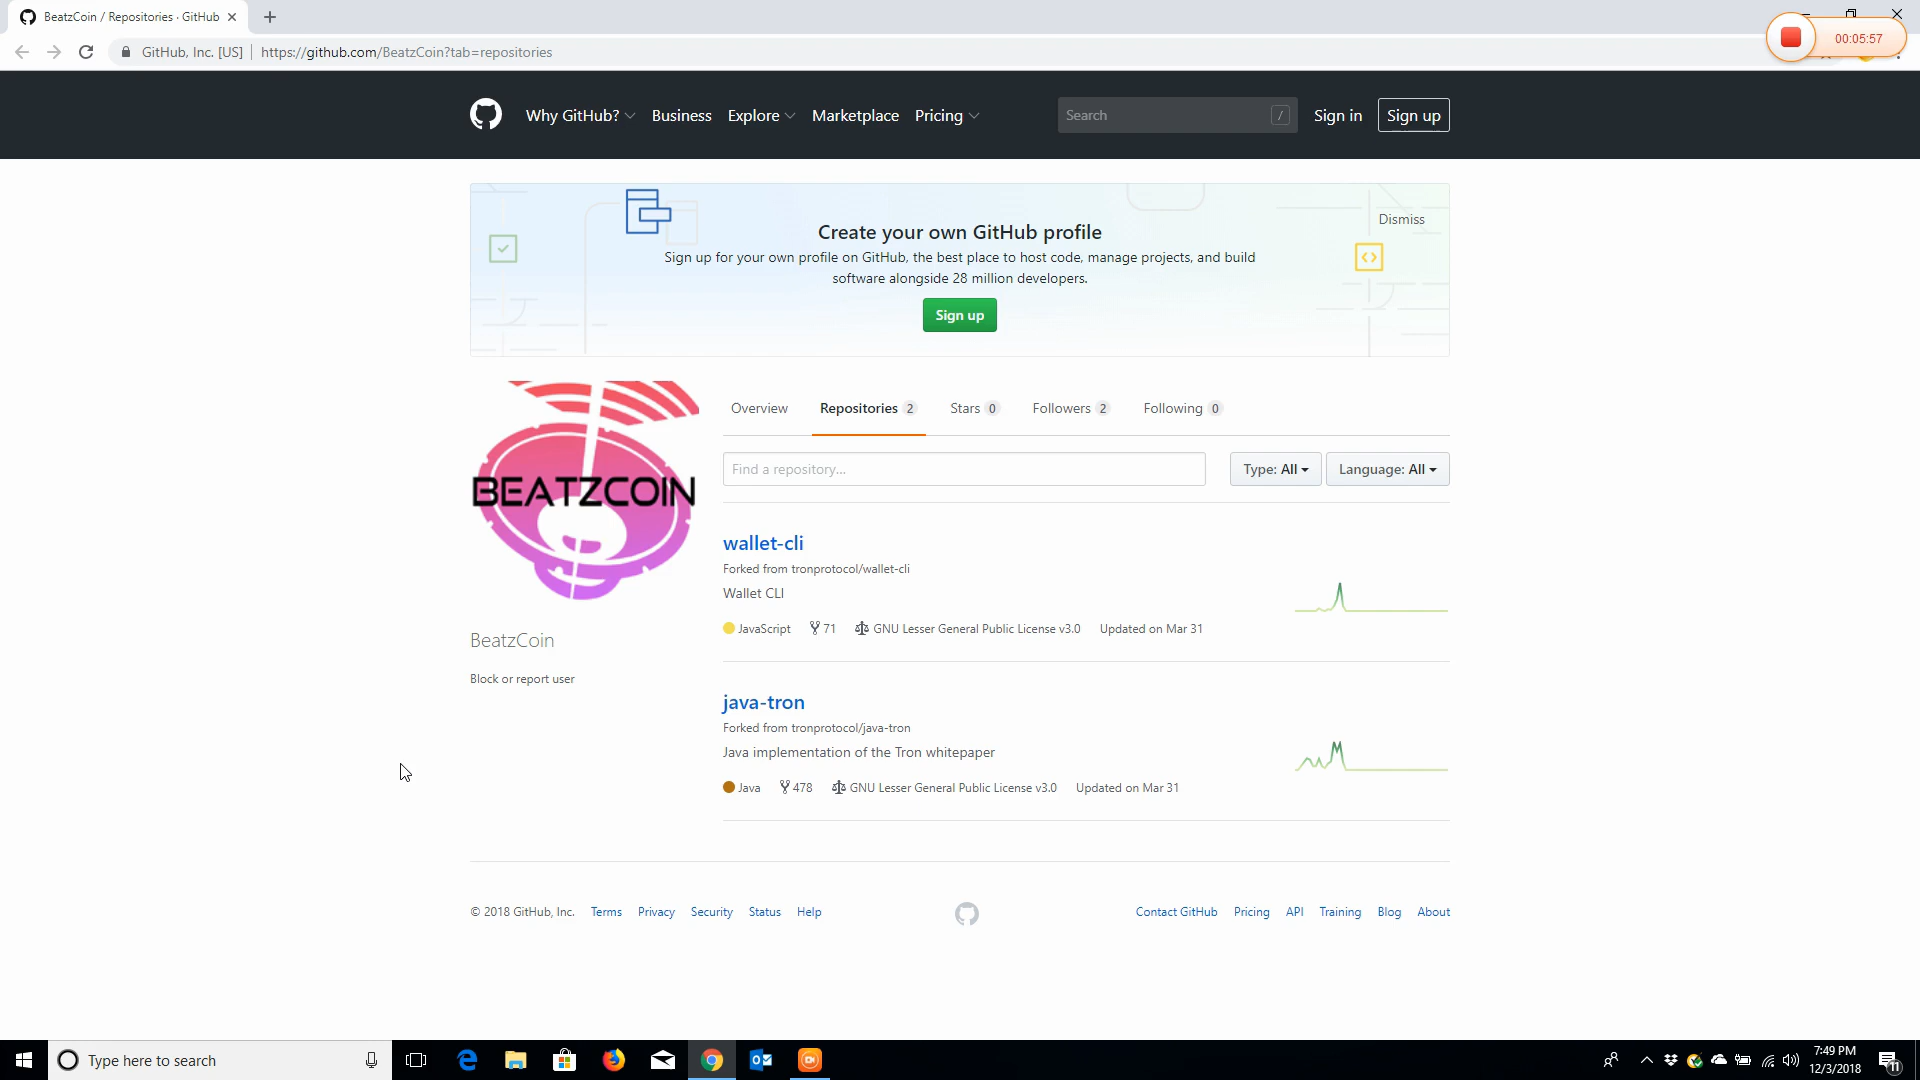 BeatzCoin / Repositories · GitHub
GitHub, Inc. [US] https://github.com/BeatzCoin?tab=repositories
00:05:57
Why GitHub? Business Explore Marketplace Pricing Search / Sign in Sign up
Dismiss
Create your own GitHub profile
Sign up for your own profile on GitHub, the best place to host code, manage projects, and build
software alongside 28 million developers.
Sign up
BEATZCOIN
BeatzCoin
Block or report user
Overview Repositories 2 Stars 0 Followers 2 Following 0
Find a repository... Type: All Language: All
wallet-cli
Forked from tronprotocol/wallet-cli
Wallet CLI
JavaScript 71 GNU Lesser General Public License v3.0 Updated on Mar 31
java-tron
Forked from tronprotocol/java-tron
Java implementation of the Tron whitepaper
Java 478 GNU Lesser General Public License v3.0 Updated on Mar 31
© 2018 GitHub, Inc. Terms Privacy Security Status Help Contact GitHub Pricing API Training Blog About
Type here to search
7:49 PM
12/3/2018
11